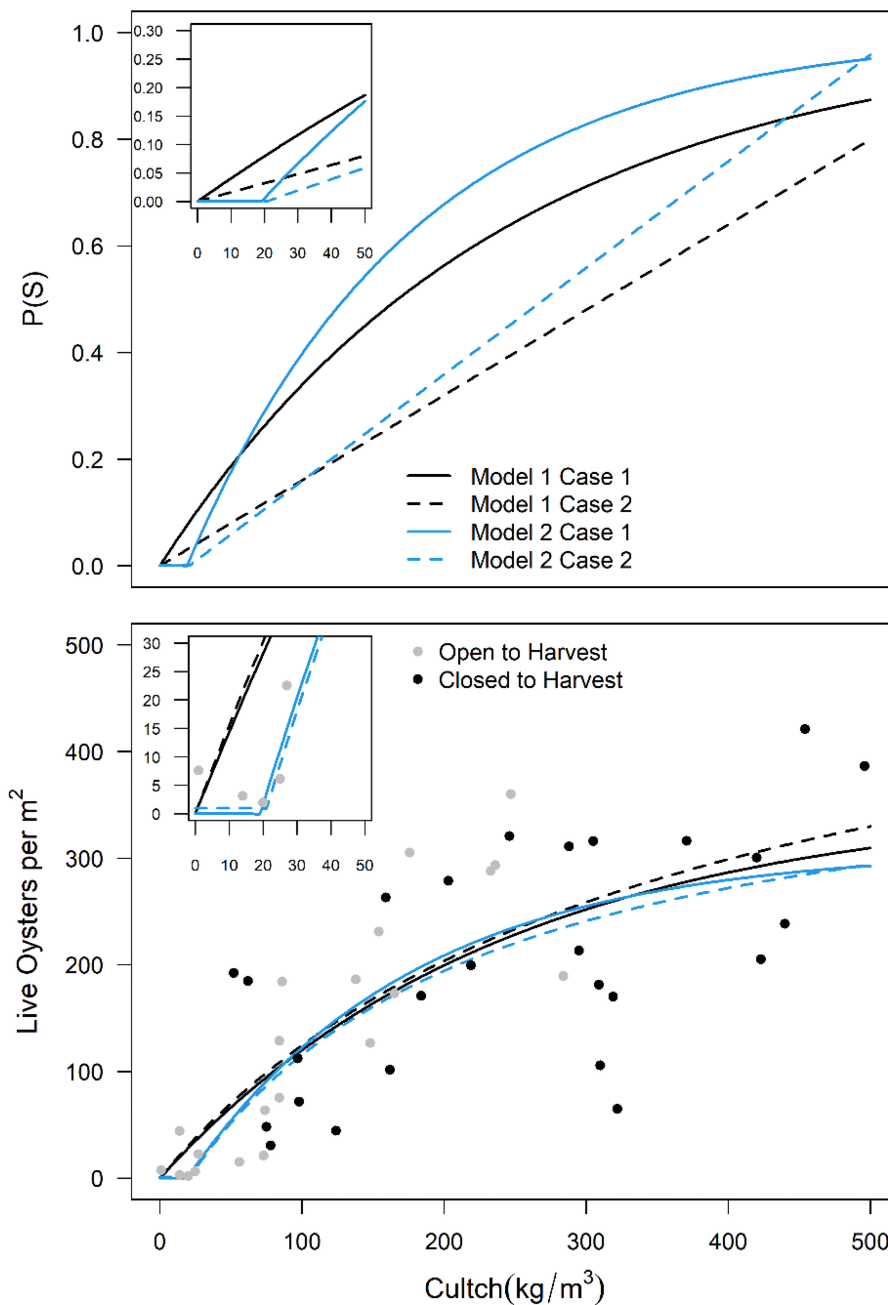 1.0
0.8
0.6
0.4
0.2
0.0
P(S)
0.30
0.25
0.20
0.15
0.10
0.05
0.00
0 10 20 30 40 50
Model 1 Case 1
Model 1 Case 2
Model 2 Case 1
Model 2 Case 2
500
400
300
200
100
0
Live Oysters per m²
30
25
20
15
10
5
0
0 10 20 30 40 50
Open to Harvest
Closed to Harvest
0 100 200 300 400 500
Cultch(kg/m³)